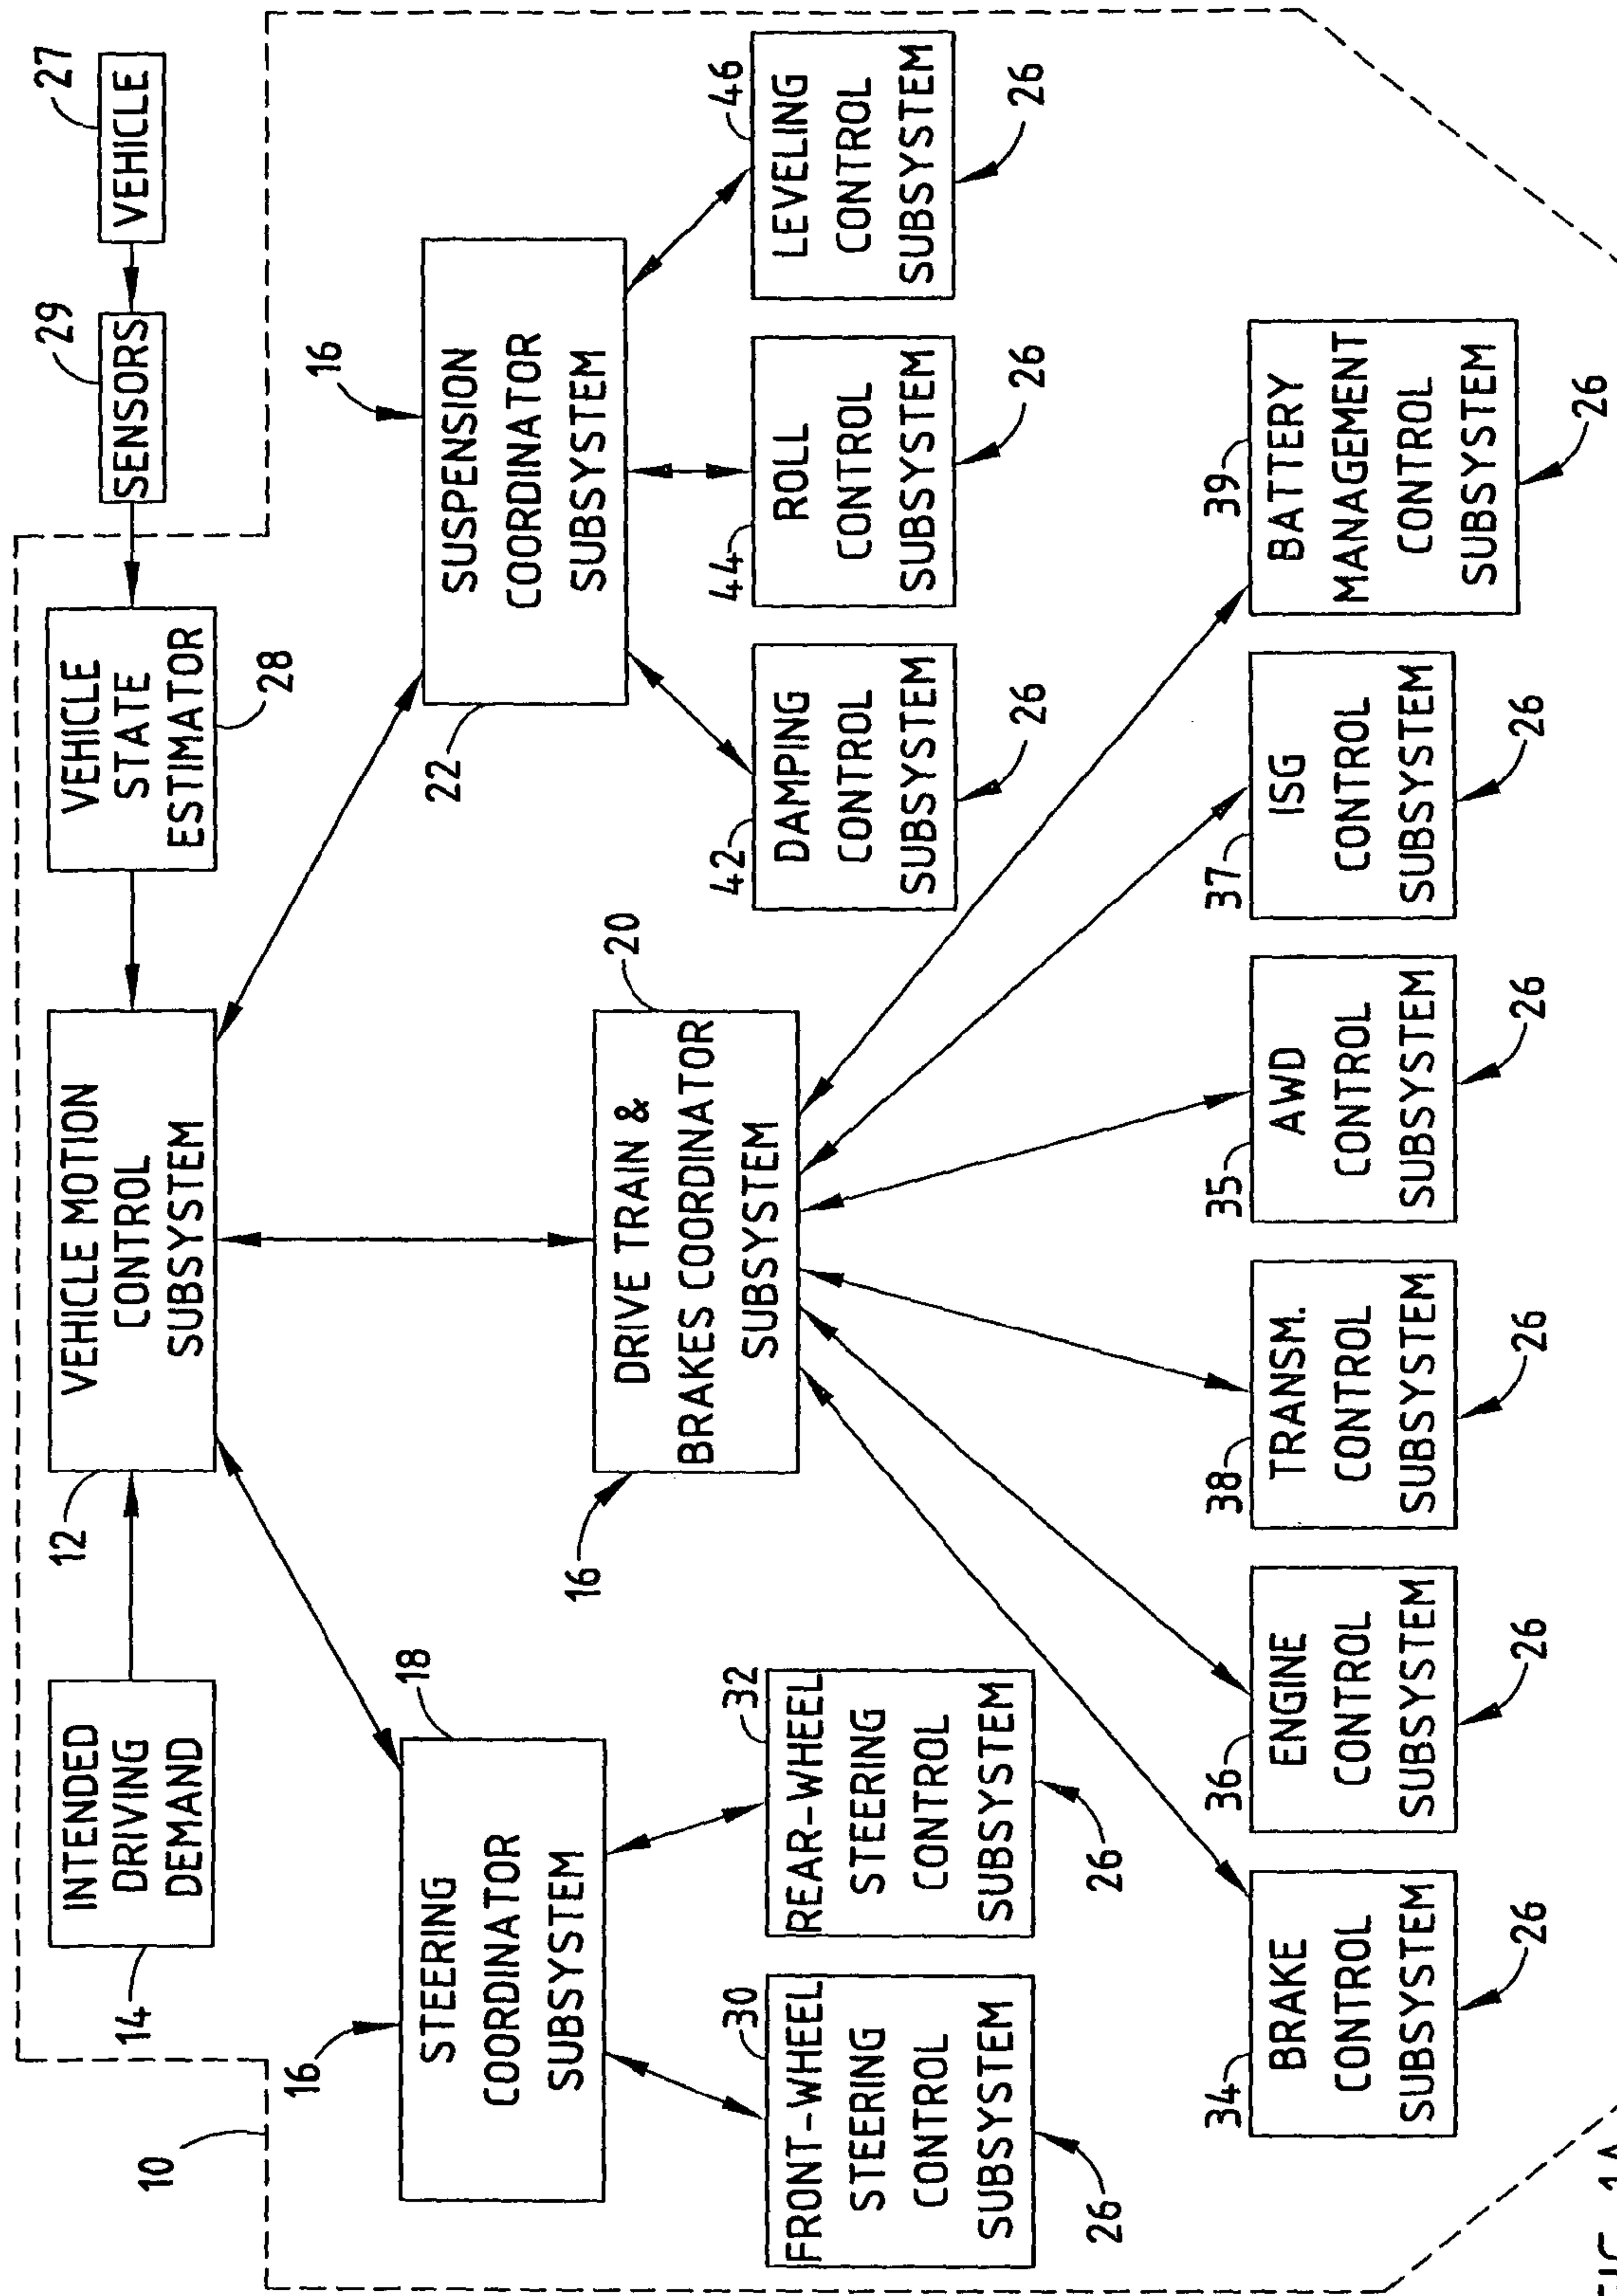 27
VEHICLE
29
SENSORS
VEHICLE
STATE
ESTIMATOR
28
VEHICLE MOTION
CONTROL
SUBSYSTEM
12
INTENDED
DRIVING
DEMAND
14
10
16
STEERING
COORDINATOR
SUBSYSTEM
18
16
DRIVE TRAIN &
BRAKES COORDINATOR
SUBSYSTEM
20
16
SUSPENSION
COORDINATOR
SUBSYSTEM
22
30
FRONT-WHEEL
STEERING
CONTROL
SUBSYSTEM
26
32
REAR-WHEEL
STEERING
CONTROL
SUBSYSTEM
26
42
DAMPING
CONTROL
SUBSYSTEM
26
44
ROLL
CONTROL
SUBSYSTEM
26
46
LEVELING
CONTROL
SUBSYSTEM
26
34
BRAKE
CONTROL
SUBSYSTEM
26
36
ENGINE
CONTROL
SUBSYSTEM
26
38
TRANSM.
CONTROL
SUBSYSTEM
26
35
AWD
CONTROL
SUBSYSTEM
26
37
ISG
CONTROL
SUBSYSTEM
26
39
BATTERY
MANAGEMENT
CONTROL
SUBSYSTEM
26